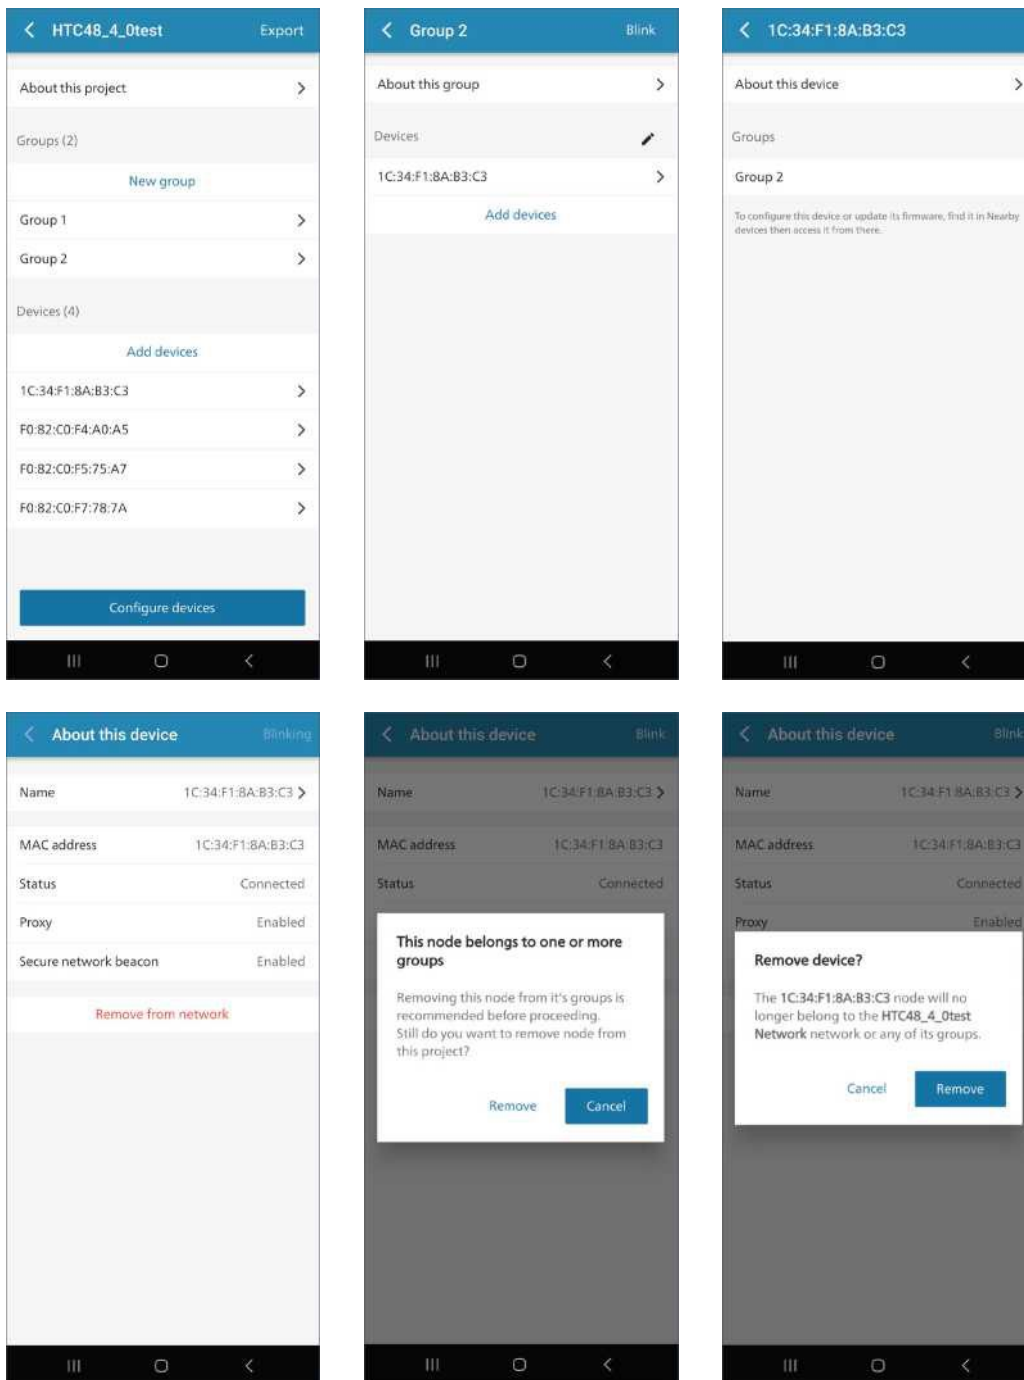 HTC48_4_0test Export
About this project
Groups (2)
New group
Group 1
Group 2
Devices (4)
Add devices
1C:34:F1:8A:B3:C3
F0:82:C0:F4:A0:A5
F0:82:C0:F5:75:A7
F0:82:C0:F7:78:7A
Configure devices
Group 2 Blink
About this group
Devices
1C:34:F1:8A:B3:C3
Add devices
1C:34:F1:8A:B3:C3
About this device
Groups
Group 2
To configure this device or update its firmware, find it in Nearby
devices then access it from there.
About this device Blinking
Name 1C:34:F1:8A:B3:C3
MAC address 1C:34:F1:8A:B3:C3
Status Connected
Proxy Enabled
Secure network beacon Enabled
Remove from network
About this device Blink
Name 1C:34:F1:8A:B3:C3
MAC address 1C:34:F1:8A:B3:C3
Status Connected
This node belongs to one or more
groups
Removing this node from it's groups is
recommended before proceeding.
Still do you want to remove node from
this project?
Remove Cancel
About this device Blink
Name 1C:34:F1:8A:B3:C3
MAC address 1C:34:F1:8A:B3:C3
Status Connected
Proxy Enabled
Remove device?
The 1C:34:F1:8A:B3:C3 node will no
longer belong to the HTC48_4_0test
Network network or any of its groups.
Cancel Remove